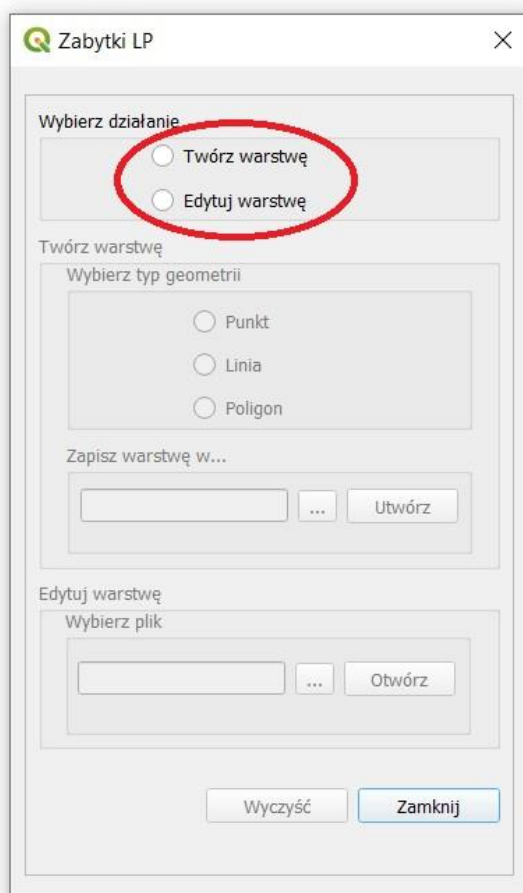 Zabytki LP
Wybierz działanie
Twórz warstwę
Edytuj warstwę
Twórz warstwę
Wybierz typ geometrii
Punkt
Linia
Poligon
Zapisz warstwę w...
... Utwórz
Edytuj warstwę
Wybierz plik
... Otwórz
Wyczyść Zamknij